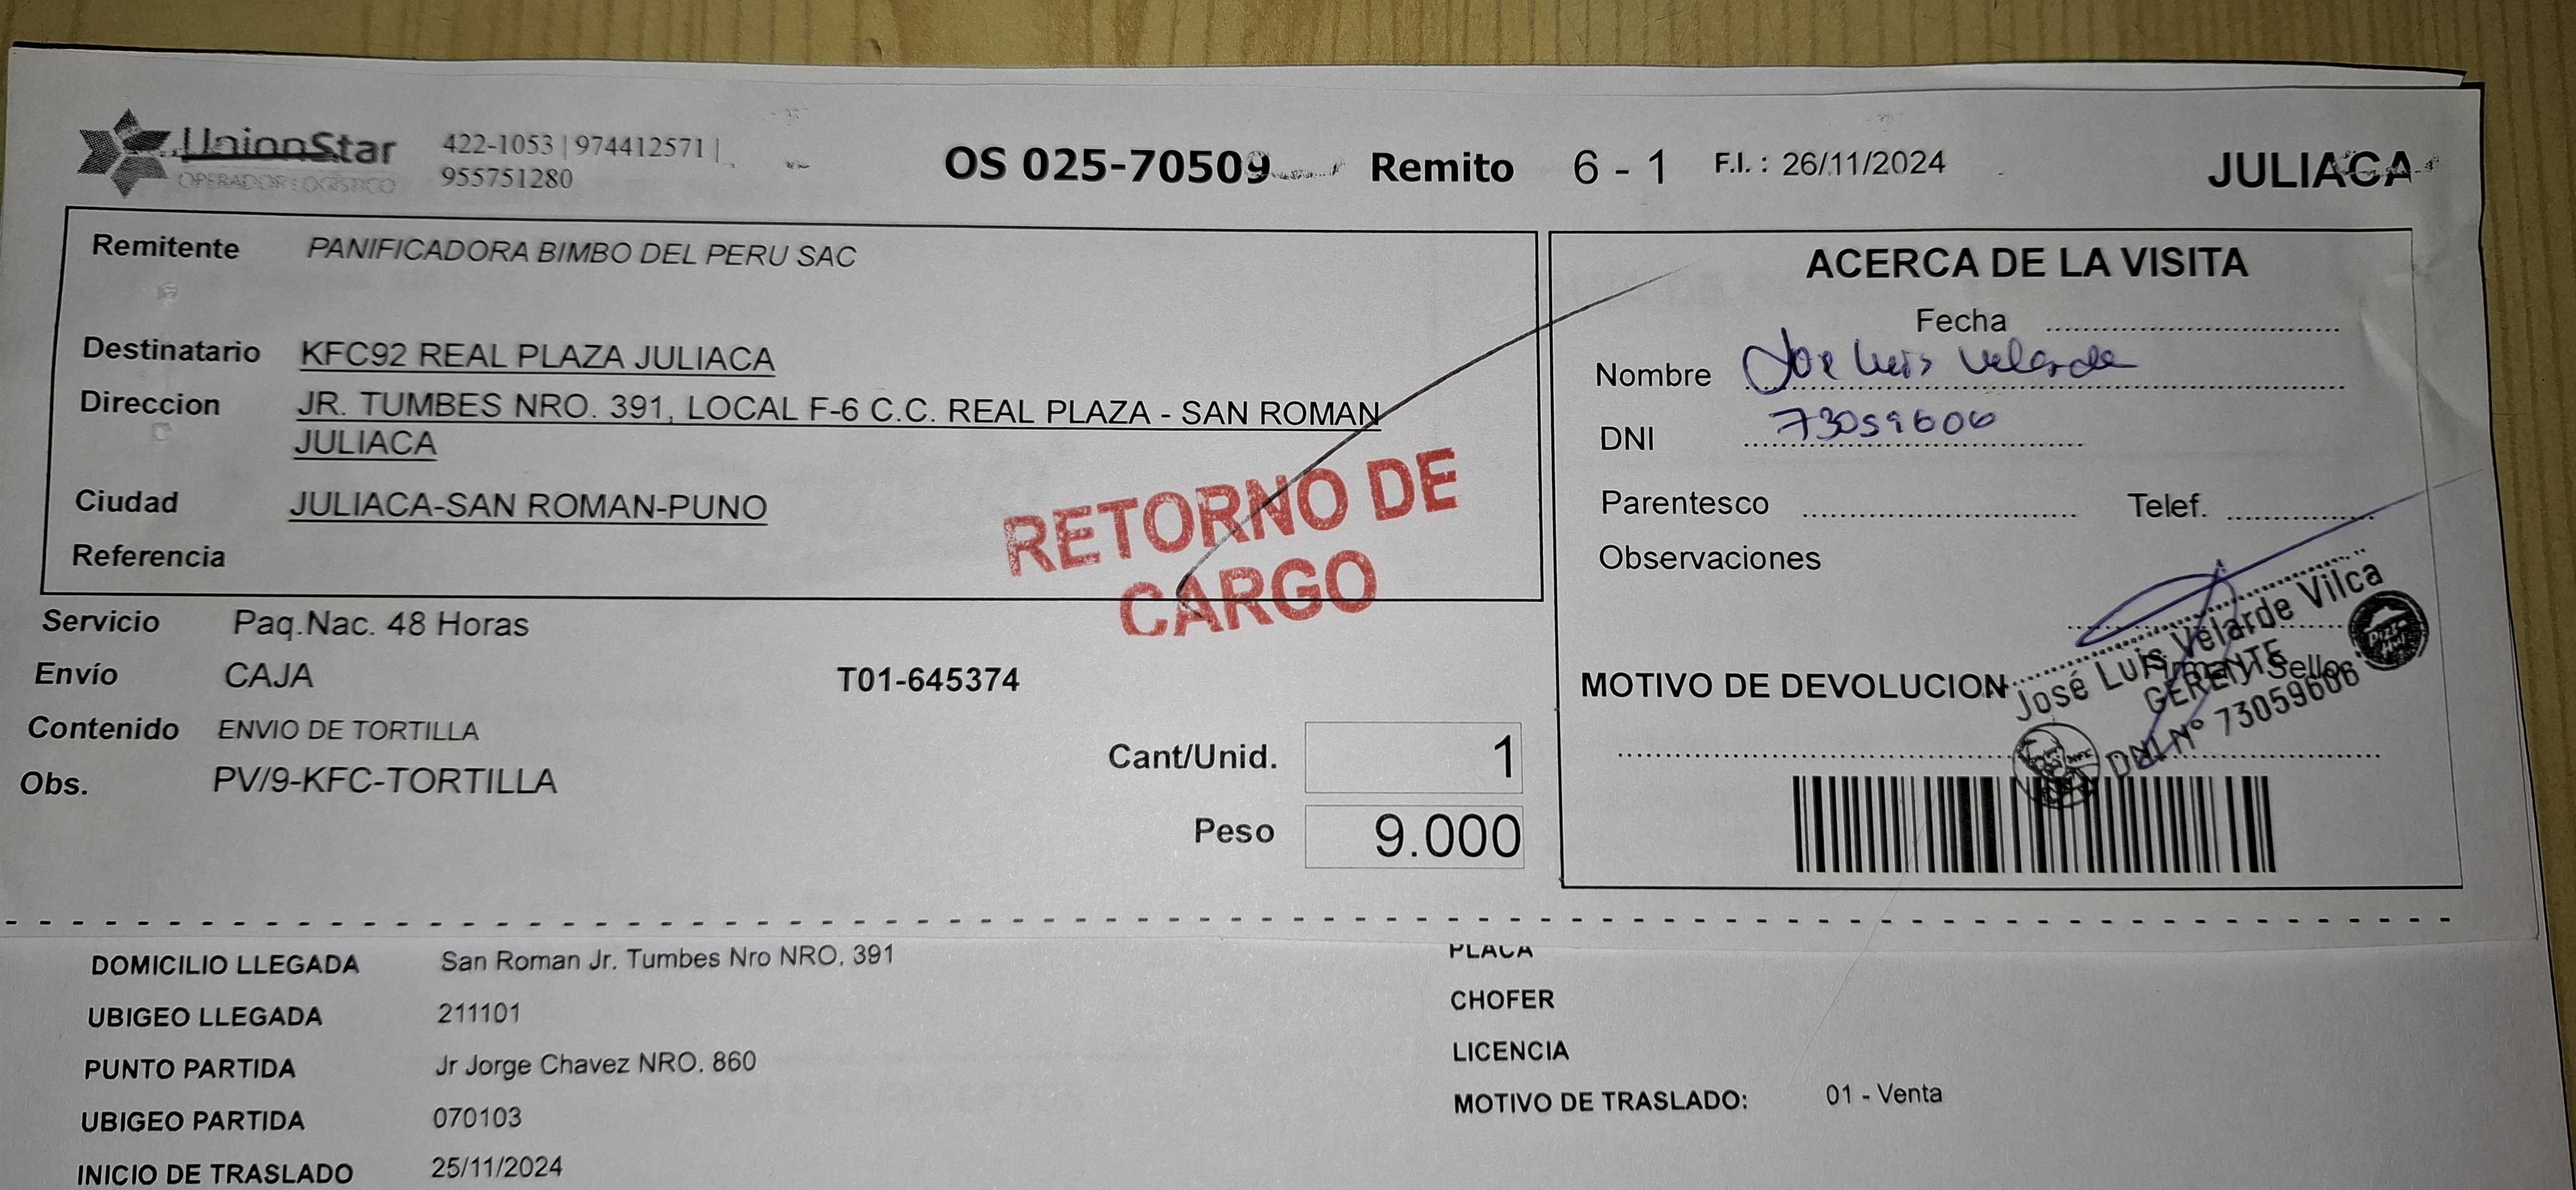 UnionStar
OPERADOR LOGÍSTICO
422-1053 | 974412571 |
955751280
OS 025-70509 Remito 6 - 1 F.I. : 26/11/2024 JULIACA
Remitente PANIFICADORA BIMBO DEL PERU SAC
Destinatario KFC92 REAL PLAZA JULIACA
Direccion JR. TUMBES NRO. 391, LOCAL F-6 C.C. REAL PLAZA - SAN ROMAN
JULIACA
Ciudad JULIACA-SAN ROMAN-PUNO
Referencia
RETORNO DE
CARGO
Servicio Paq.Nac. 48 Horas
Envío CAJA T01-645374
Contenido ENVIO DE TORTILLA
Obs. PV/9-KFC-TORTILLA
Cant/Unid. 1
Peso 9.000
ACERCA DE LA VISITA
Fecha
Nombre Jose Luis Velarde
DNI 73059606
Parentesco Telef.
Observaciones
Firma y Sello
José Luis Velarde Vilca
GERENTE
DNI N° 73059606
Pizza Hut
MOTIVO DE DEVOLUCION
DOMICILIO LLEGADA San Roman Jr. Tumbes Nro NRO. 391
UBIGEO LLEGADA 211101
PUNTO PARTIDA Jr Jorge Chavez NRO. 860
UBIGEO PARTIDA 070103
INICIO DE TRASLADO 25/11/2024
PLACA
CHOFER
LICENCIA
MOTIVO DE TRASLADO: 01 - Venta